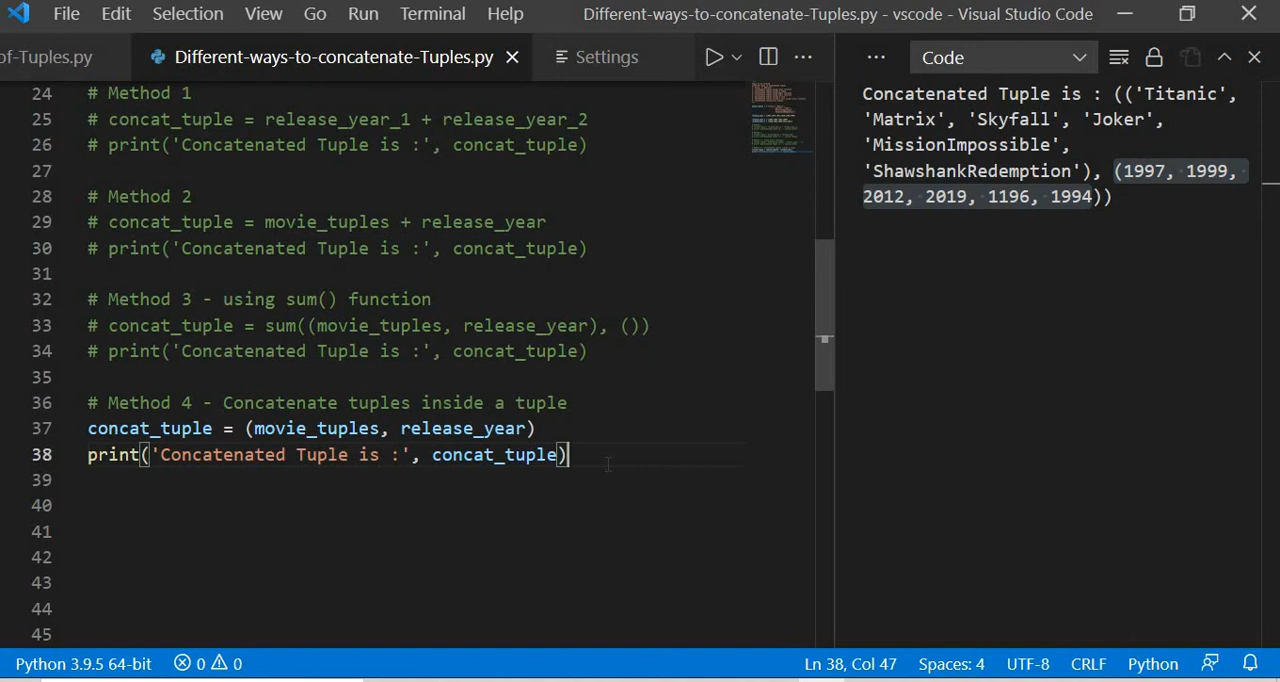 File Edit Selection View Go Run Terminal Help Different-ways-to-concatenate-Tuples.py - vscode - Visual Studio Code
of-Tuples.py Different-ways-to-concatenate-Tuples.py Settings Code
24 # Method 1
25 # concat_tuple = release_year_1 + release_year_2
26 # print('Concatenated Tuple is :', concat_tuple)
27
28 # Method 2
29 # concat_tuple = movie_tuples + release_year
30 # print('Concatenated Tuple is :', concat_tuple)
31
32 # Method 3 - using sum() function
33 # concat_tuple = sum((movie_tuples, release_year), ())
34 # print('Concatenated Tuple is :', concat_tuple)
35
36 # Method 4 - Concatenate tuples inside a tuple
37 concat_tuple = (movie_tuples, release_year)
38 print('Concatenated Tuple is :', concat_tuple)
39
40
41
42
43
44
45
Concatenated Tuple is : (('Titanic',
'Matrix', 'Skyfall', 'Joker',
'MissionImpossible',
'ShawshankRedemption'), (1997, 1999,
2012, 2019, 1196, 1994))
Python 3.9.5 64-bit 0 0 Ln 38, Col 47 Spaces: 4 UTF-8 CRLF Python